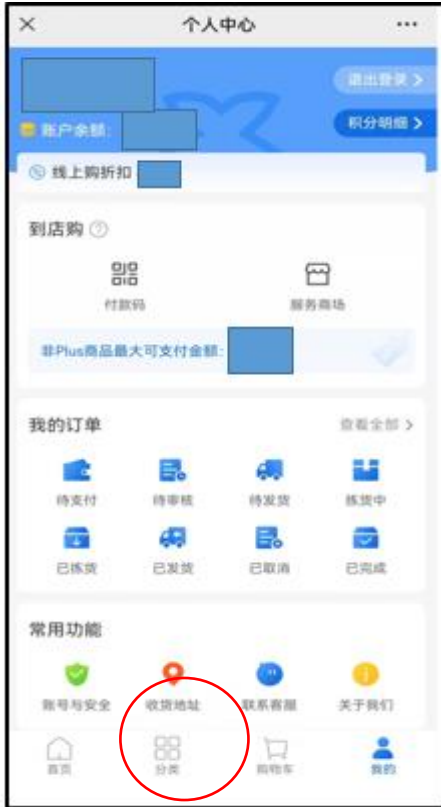 个人中心
退出登录 >
账户余额:
积分明细 >
线上购折扣
到店购 ?
付款码 服务商场
非Plus商品最大可支付金额:
我的订单 查看全部 >
待支付 待审核 待发货 拣货中
已拣货 已发货 已取消 已完成
常用功能
账号与安全 收货地址 联系客服 关于我们
首页 分类 购物车 我的